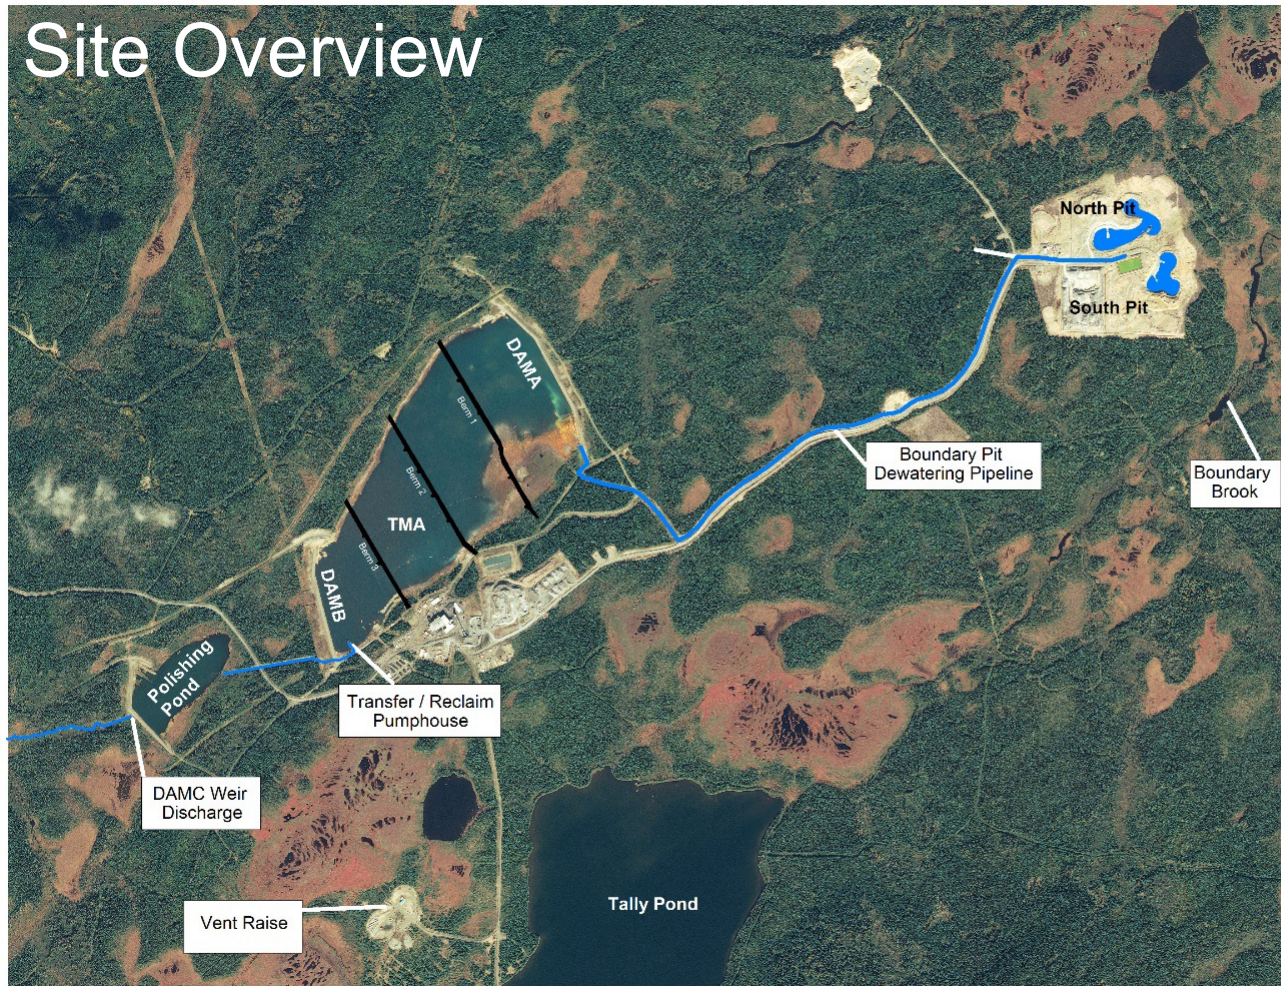 Site Overview
North Pit
South Pit
DAMA
Berm 1
Boundary Pit
Dewatering Pipeline
Boundary
Brook
Berm 2
TMA
Berm 3
DAMB
Polishing
Pond
Transfer / Reclaim
Pumphouse
DAMC Weir
Discharge
Vent Raise
Tally Pond